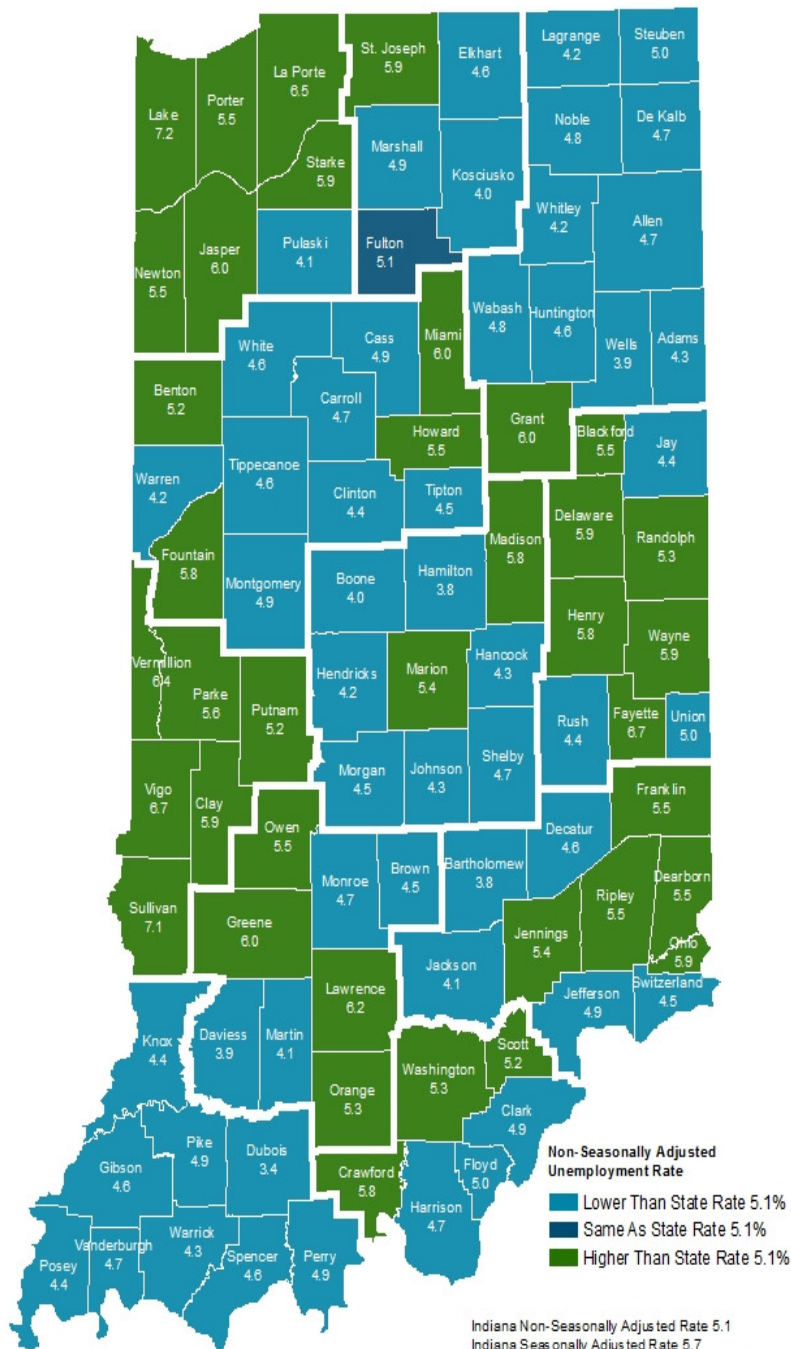 St. Joseph
5.9
Elkhart
4.6
Lagrange
4.2
Steuben
5.0
La Porte
6.5
Porter
5.5
Lake
7.2
Noble
4.8
De Kalb
4.7
Marshall
4.9
Starke
5.9
Kosciusko
4.0
Whitley
4.2
Allen
4.7
Pulaski
4.1
Fulton
5.1
Jasper
6.0
Newton
5.5
Wabash
4.8
Huntington
4.6
Wells
3.9
Adams
4.3
White
4.6
Cass
4.9
Miami
6.0
Benton
5.2
Carroll
4.7
Howard
5.5
Grant
6.0
Blackford
5.5
Jay
4.4
Warren
4.2
Tippecanoe
4.6
Clinton
4.4
Tipton
4.5
Madison
5.8
Delaware
5.9
Randolph
5.3
Fountain
5.8
Montgomery
4.9
Boone
4.0
Hamilton
3.8
Henry
5.8
Wayne
5.9
Vermillion
6.4
Parke
5.6
Putnam
5.2
Hendricks
4.2
Marion
5.4
Hancock
4.3
Rush
4.4
Fayette
6.7
Union
5.0
Vigo
6.7
Clay
5.9
Morgan
4.5
Johnson
4.3
Shelby
4.7
Franklin
5.5
Owen
5.5
Decatur
4.6
Sullivan
7.1
Greene
6.0
Monroe
4.7
Brown
4.5
Bartholomew
3.8
Dearborn
5.5
Ripley
5.5
Jennings
5.4
Ohio
5.9
Jackson
4.1
Lawrence
6.2
Jefferson
4.9
Switzerland
4.5
Knox
4.4
Daviess
3.9
Martin
4.1
Orange
5.3
Washington
5.3
Scott
5.2
Clark
4.9
Pike
4.9
Dubois
3.4
Gibson
4.6
Crawford
5.8
Floyd
5.0
Harrison
4.7
Posey
4.4
Vanderburgh
4.7
Warrick
4.3
Spencer
4.6
Perry
4.9
Non-Seasonally Adjusted
Unemployment Rate
Lower Than State Rate 5.1%
Same As State Rate 5.1%
Higher Than State Rate 5.1%
Indiana Non-Seasonally Adjusted Rate 5.1
Indiana Seasonally Adjusted Rate 5.7